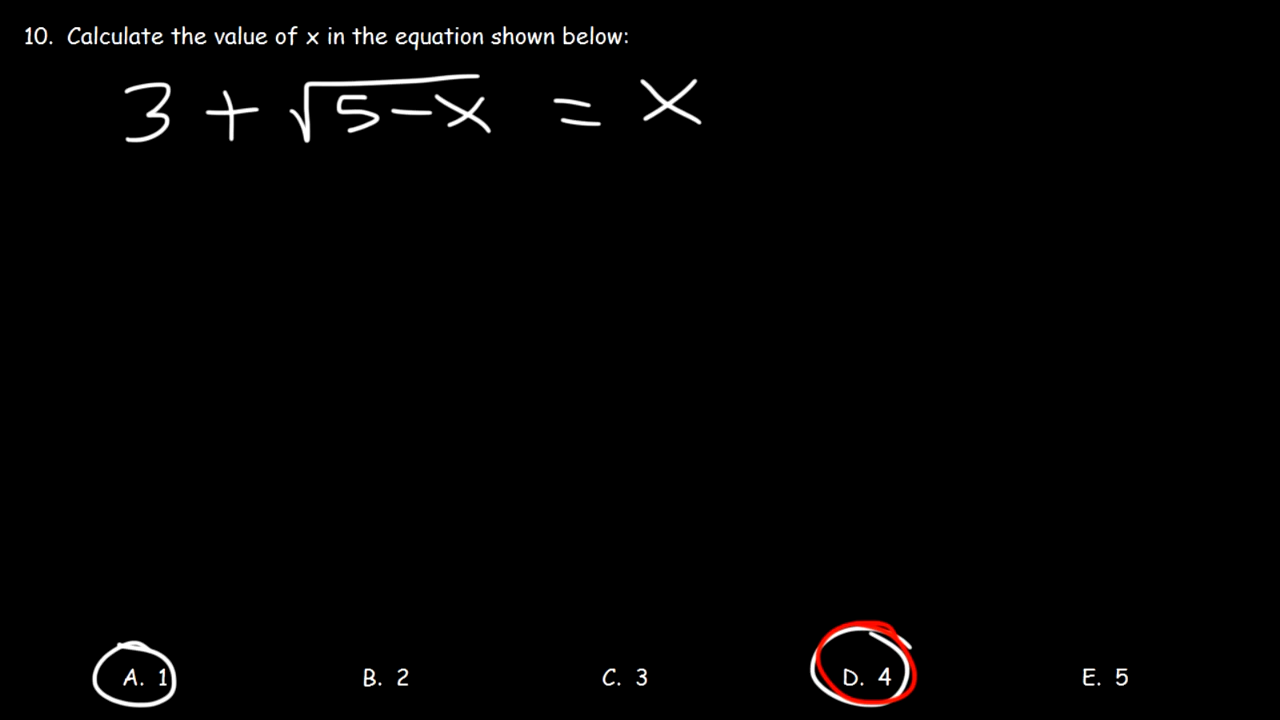 10. Calculate the value of x in the equation shown below:
3 + √5-x = x
A. 1 B. 2 C. 3 D. 4 E. 5